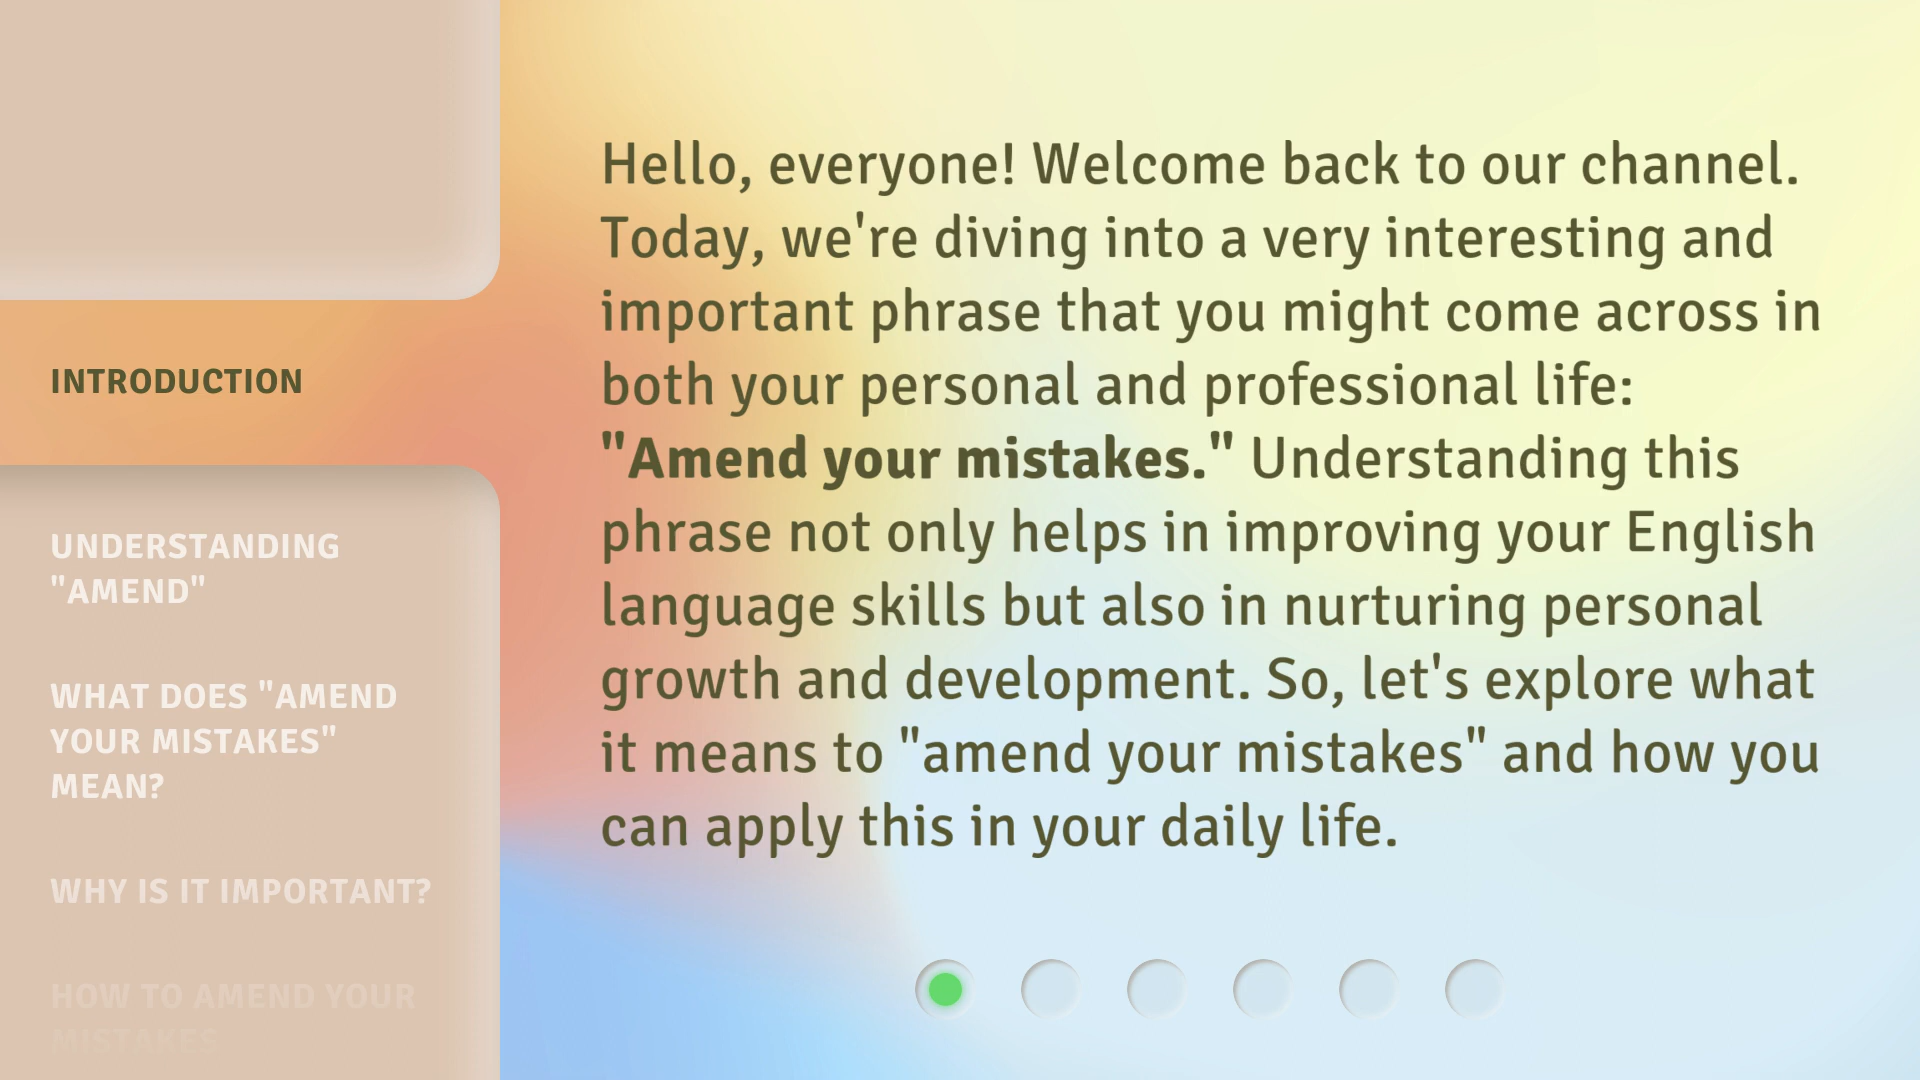 INTRODUCTION
UNDERSTANDING
"AMEND"
WHAT DOES "AMEND
YOUR MISTAKES"
MEAN?
WHY IS IT IMPORTANT?
HOW TO AMEND YOUR
MISTAKES
Hello, everyone! Welcome back to our channel.
Today, we're diving into a very interesting and
important phrase that you might come across in
both your personal and professional life:
"Amend your mistakes." Understanding this
phrase not only helps in improving your English
language skills but also in nurturing personal
growth and development. So, let's explore what
it means to "amend your mistakes" and how you
can apply this in your daily life.